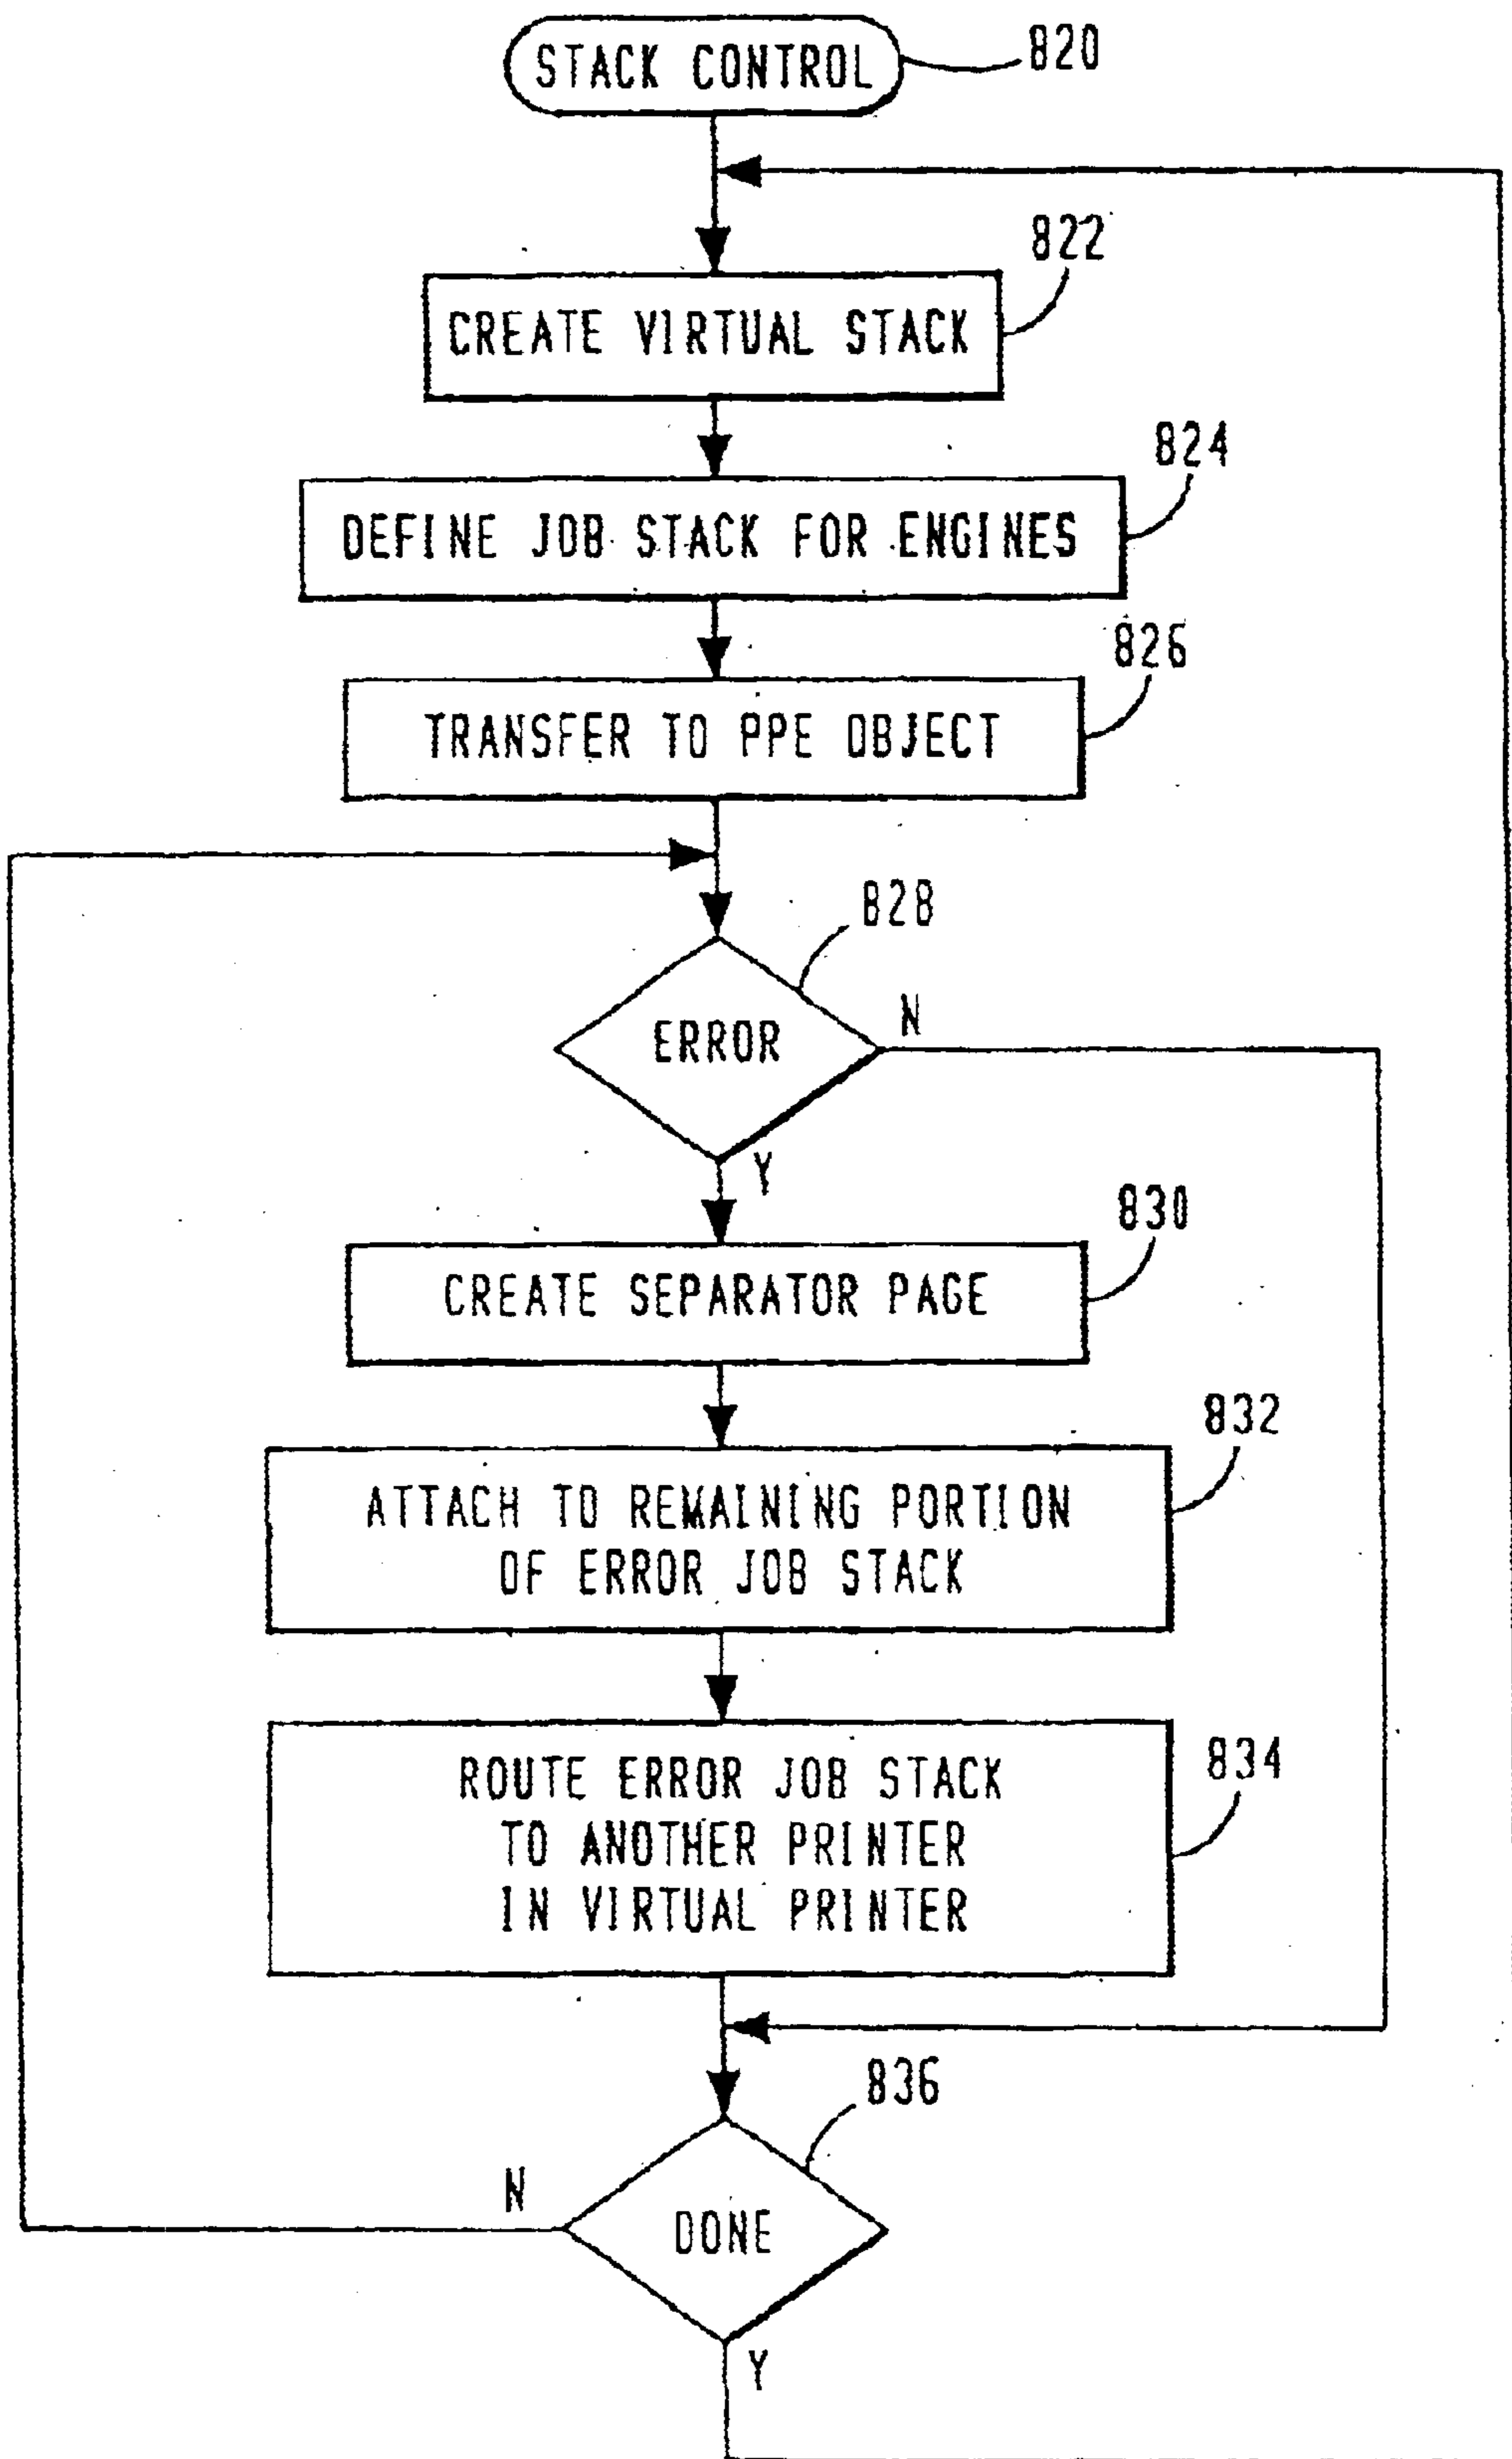 STACK CONTROL
820
822
CREATE VIRTUAL STACK
824
DEFINE JOB STACK FOR ENGINES
826
TRANSFER TO PPE OBJECT
828
ERROR
N
Y
830
CREATE SEPARATOR PAGE
832
ATTACH TO REMAINING PORTION
OF ERROR JOB STACK
834
ROUTE ERROR JOB STACK
TO ANOTHER PRINTER
IN VIRTUAL PRINTER
836
N
DONE
Y